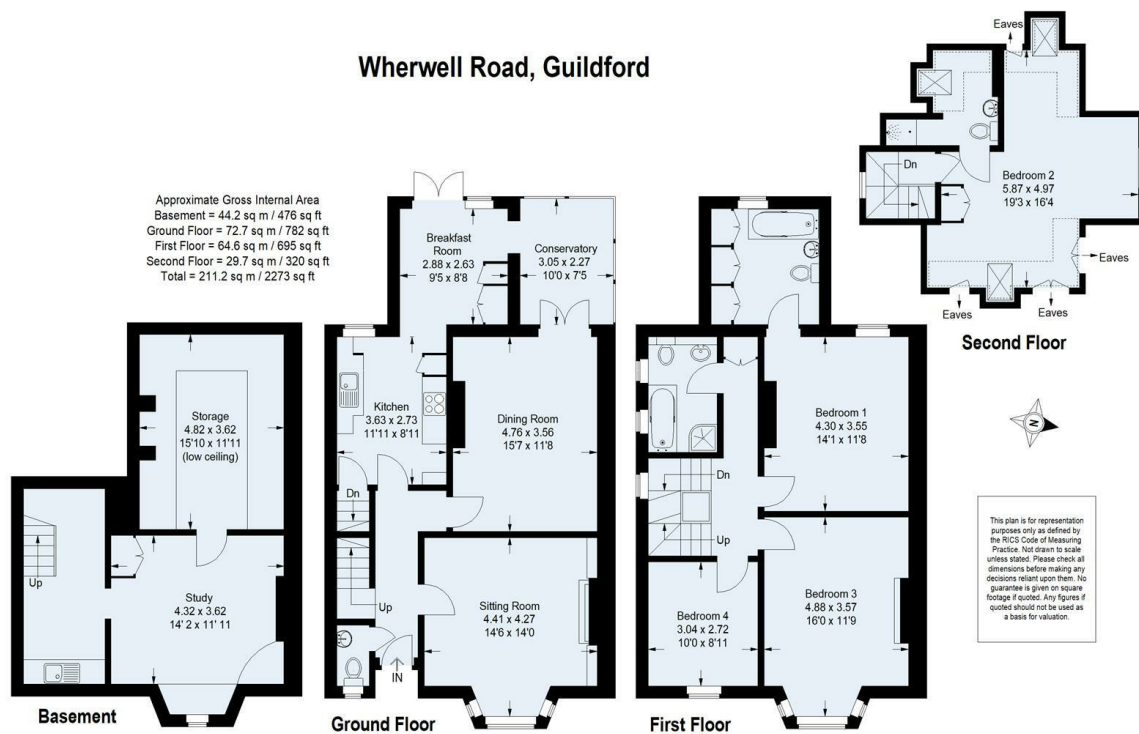 Wherwell Road, Guildford
Approximate Gross Internal Area
Basement = 44.2 sq m / 476 sq ft
Ground Floor = 72.7 sq m / 782 sq ft
First Floor = 64.6 sq m / 695 sq ft
Second Floor = 29.7 sq m / 320 sq ft
Total = 211.2 sq m / 2273 sq ft
Storage
4.82 x 3.62
15'10 x 11'11
(low ceiling)
Up
Study
4.32 x 3.62
14' 2 x 11' 11
Basement
Breakfast
Room
2.88 x 2.63
9'5 x 8'8
Conservatory
3.05 x 2.27
10'0 x 7'5
Kitchen
3.63 x 2.73
11'11 x 8'11
Dining Room
4.76 x 3.56
15'7 x 11'8
Dn
Up
Sitting Room
4.41 x 4.27
14'6 x 14'0
IN
Ground Floor
Bedroom 1
4.30 x 3.55
14'1 x 11'8
Dn
Up
Bedroom 4
3.04 x 2.72
10'0 x 8'11
Bedroom 3
4.88 x 3.57
16'0 x 11'9
First Floor
Eaves
Dn
Bedroom 2
5.87 x 4.97
19'3 x 16'4
Eaves
Eaves
Eaves
Second Floor
N
This plan is for representation
purposes only as defined by
the RICS Code of Measuring
Practice. Not drawn to scale
unless stated. Please check all
dimensions before making any
decisions reliant upon them. No
guarantee is given on square
footage if quoted. Any figures if
quoted should not be used as
a basis for valuation.